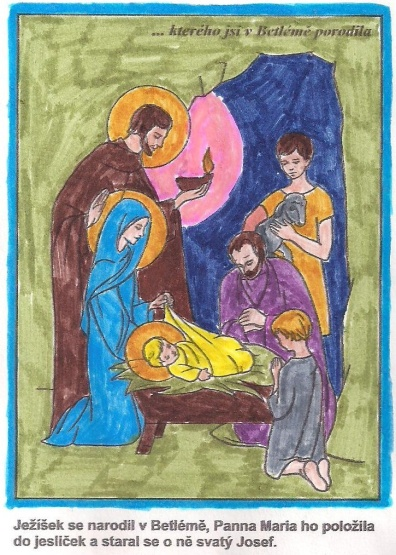 ... kterého jsi v Betlémě porodila
Ježíšek se narodil v Betlémě, Panna Maria ho položila
do jesliček a staral se o ně svatý Josef.